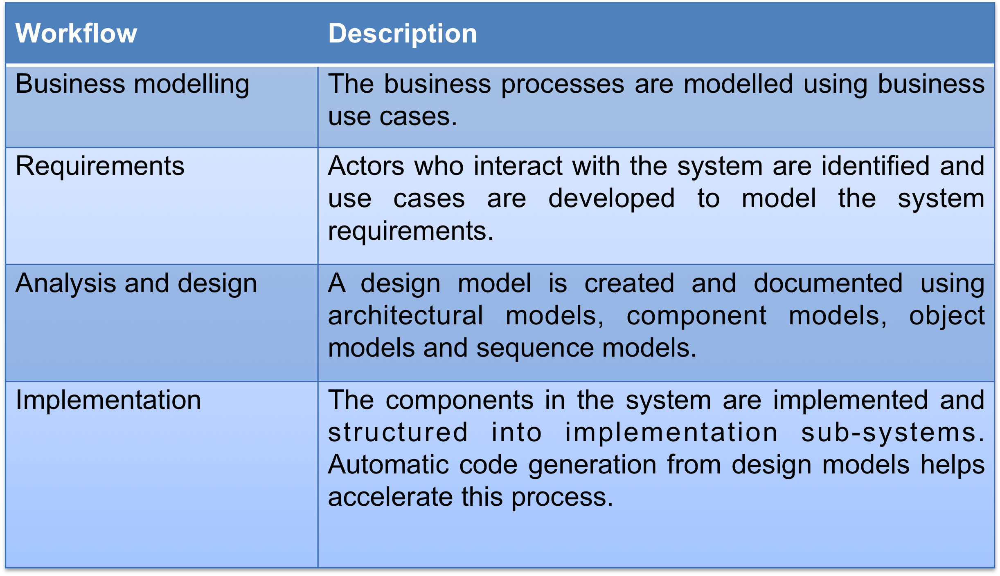 Workflow Description
Business modelling The business processes are modelled using business
use cases.
Requirements Actors who interact with the system are identified and
use cases are developed to model the system
requirements.
Analysis and design A design model is created and documented using
architectural models, component models, object
models and sequence models.
Implementation The components in the system are implemented and
structured into implementation sub-systems.
Automatic code generation from design models helps
accelerate this process.